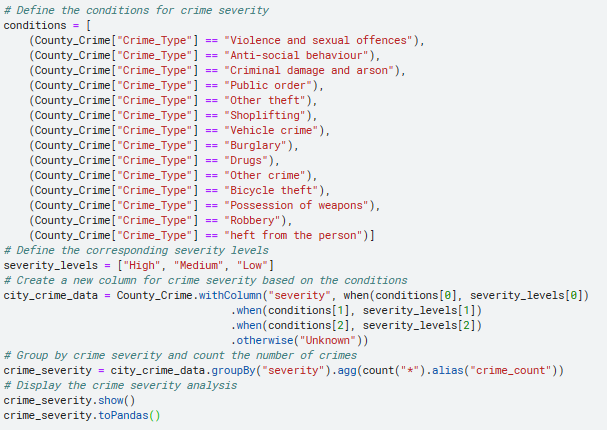 # Define the conditions for crime severity
conditions = [
    (County_Crime["Crime_Type"] == "Violence and sexual offences"),
    (County_Crime["Crime_Type"] == "Anti-social behaviour"),
    (County_Crime["Crime_Type"] == "Criminal damage and arson"),
    (County_Crime["Crime_Type"] == "Public order"),
    (County_Crime["Crime_Type"] == "Other theft"),
    (County_Crime["Crime_Type"] == "Shoplifting"),
    (County_Crime["Crime_Type"] == "Vehicle crime"),
    (County_Crime["Crime_Type"] == "Burglary"),
    (County_Crime["Crime_Type"] == "Drugs"),
    (County_Crime["Crime_Type"] == "Other crime"),
    (County_Crime["Crime_Type"] == "Bicycle theft"),
    (County_Crime["Crime_Type"] == "Possession of weapons"),
    (County_Crime["Crime_Type"] == "Robbery"),
    (County_Crime["Crime_Type"] == "heft from the person")]
# Define the corresponding severity levels
severity_levels = ["High", "Medium", "Low"]
# Create a new column for crime severity based on the conditions
city_crime_data = County_Crime.withColumn("severity", when(conditions[0], severity_levels[0])
                                  .when(conditions[1], severity_levels[1])
                                  .when(conditions[2], severity_levels[2])
                                  .otherwise("Unknown"))
# Group by crime severity and count the number of crimes
crime_severity = city_crime_data.groupBy("severity").agg(count("*").alias("crime_count"))
# Display the crime severity analysis
crime_severity.show()
crime_severity.toPandas()